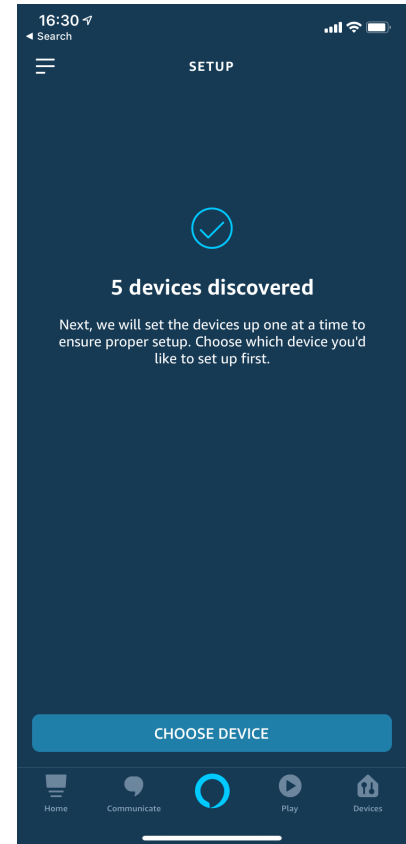 16:30
Search
SETUP
5 devices discovered
Next, we will set the devices up one at a time to
ensure proper setup. Choose which device you'd
like to set up first.
CHOOSE DEVICE
Home Communicate Play Devices